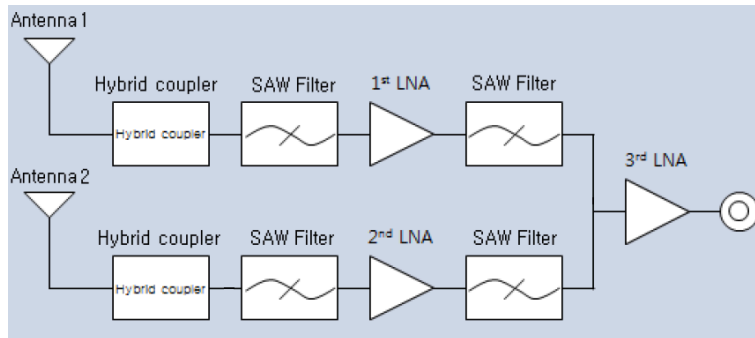 Antenna 1
Hybrid coupler
SAW Filter
1st LNA
SAW Filter
Hybrid coupler
3rd LNA
Antenna 2
Hybrid coupler
SAW Filter
2nd LNA
SAW Filter
Hybrid coupler